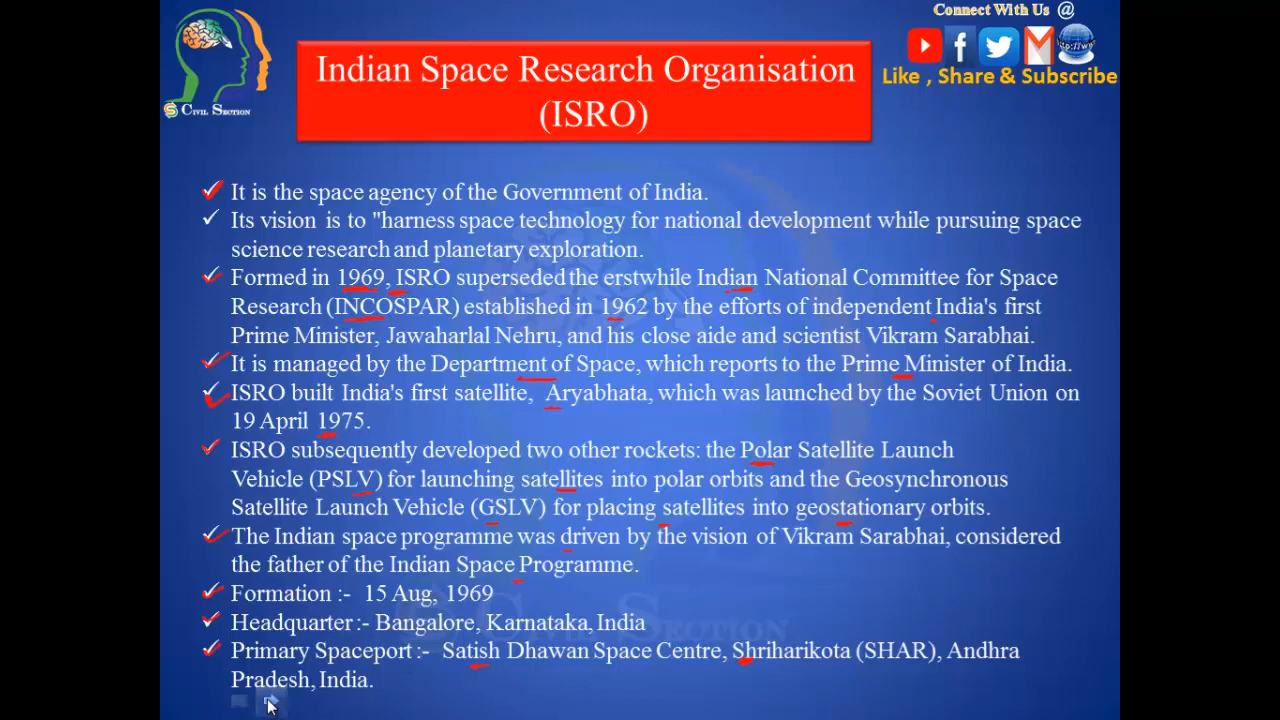 Connect With Us @
http://www
Like , Share & Subscribe
S CIVIL SECTION
Indian Space Research Organisation
(ISRO)
It is the space agency of the Government of India.
Its vision is to "harness space technology for national development while pursuing space
science research and planetary exploration.
Formed in 1969, ISRO superseded the erstwhile Indian National Committee for Space
Research (INCOSPAR) established in 1962 by the efforts of independent India's first
Prime Minister, Jawaharlal Nehru, and his close aide and scientist Vikram Sarabhai.
It is managed by the Department of Space, which reports to the Prime Minister of India.
ISRO built India's first satellite, Aryabhata, which was launched by the Soviet Union on
19 April 1975.
ISRO subsequently developed two other rockets: the Polar Satellite Launch
Vehicle (PSLV) for launching satellites into polar orbits and the Geosynchronous
Satellite Launch Vehicle (GSLV) for placing satellites into geostationary orbits.
The Indian space programme was driven by the vision of Vikram Sarabhai, considered
the father of the Indian Space Programme.
Formation :- 15 Aug, 1969
Headquarter :- Bangalore, Karnataka, India
Primary Spaceport :- Satish Dhawan Space Centre, Shriharikota (SHAR), Andhra
Pradesh, India.
S CIVIL SECTION